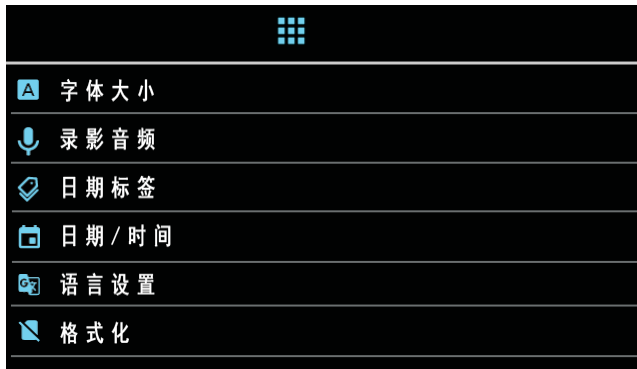 字体大小
录影音频
日期标签
日期/时间
语言设置
格式化